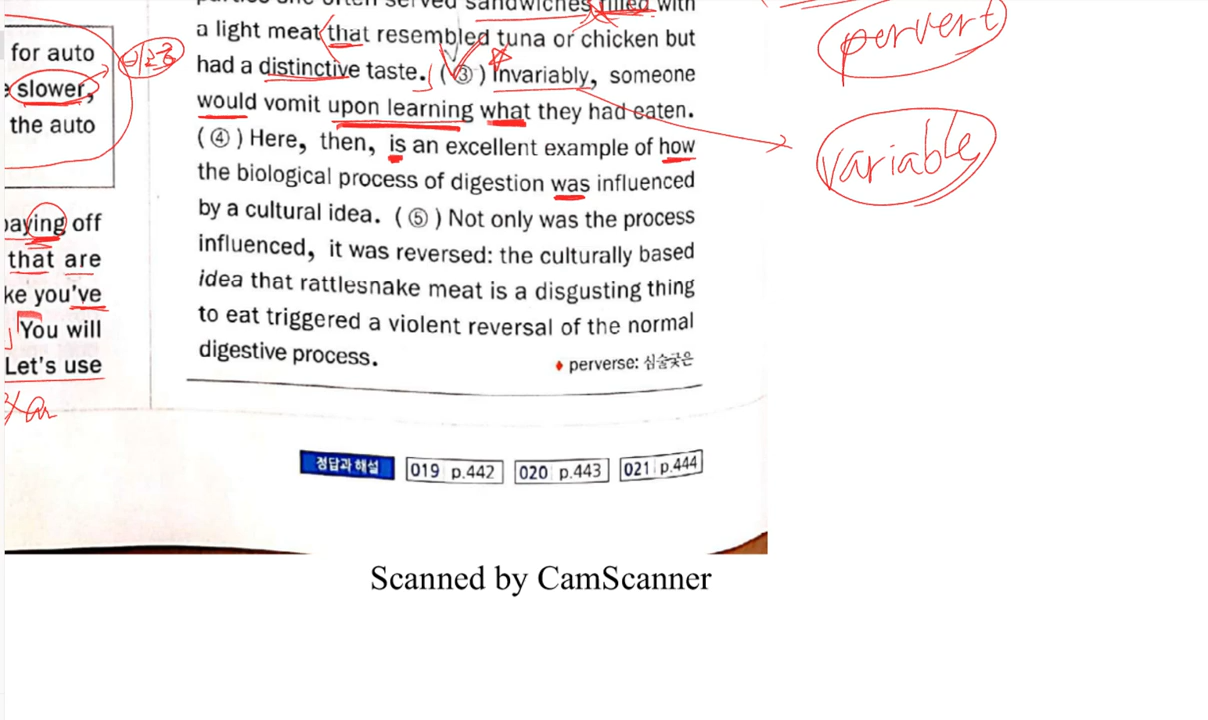 for auto
slower,
the auto
paying off
that are
ke you've
You will
Let's use
sandwiches filled with
a light meat that resembled tuna or chicken but
had a distinctive taste. (③) Invariably, someone
would vomit upon learning what they had eaten.
(④) Here, then, is an excellent example of how
the biological process of digestion was influenced
by a cultural idea. (⑤) Not only was the process
influenced, it was reversed: the culturally based
idea that rattlesnake meat is a disgusting thing
to eat triggered a violent reversal of the normal
digestive process.
♦ perverse: 심술궂은
pervert
variable
정답과 해설 019 p.442 020 p.443 021 p.444
Scanned by CamScanner